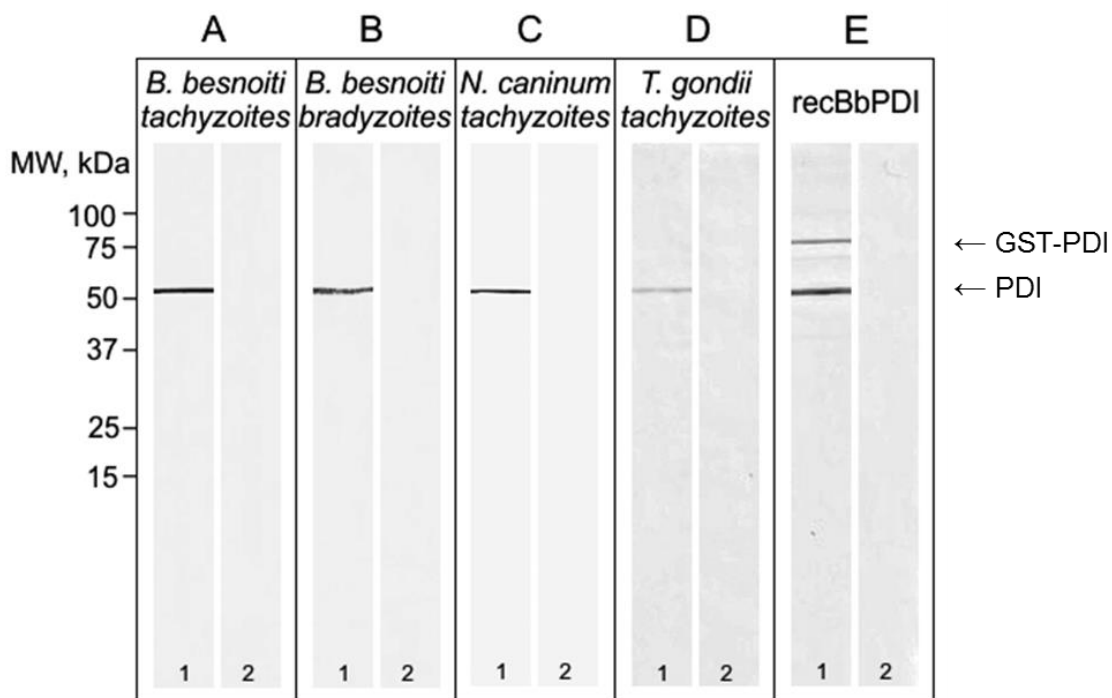 A B C D E
B. besnoiti B. besnoiti N. caninum T. gondii recBbPDI
tachyzoites bradyzoites tachyzoites tachyzoites
MW, kDa
100
75
← GST-PDI
50
← PDI
37
25
15
1 2 1 2 1 2 1 2 1 2